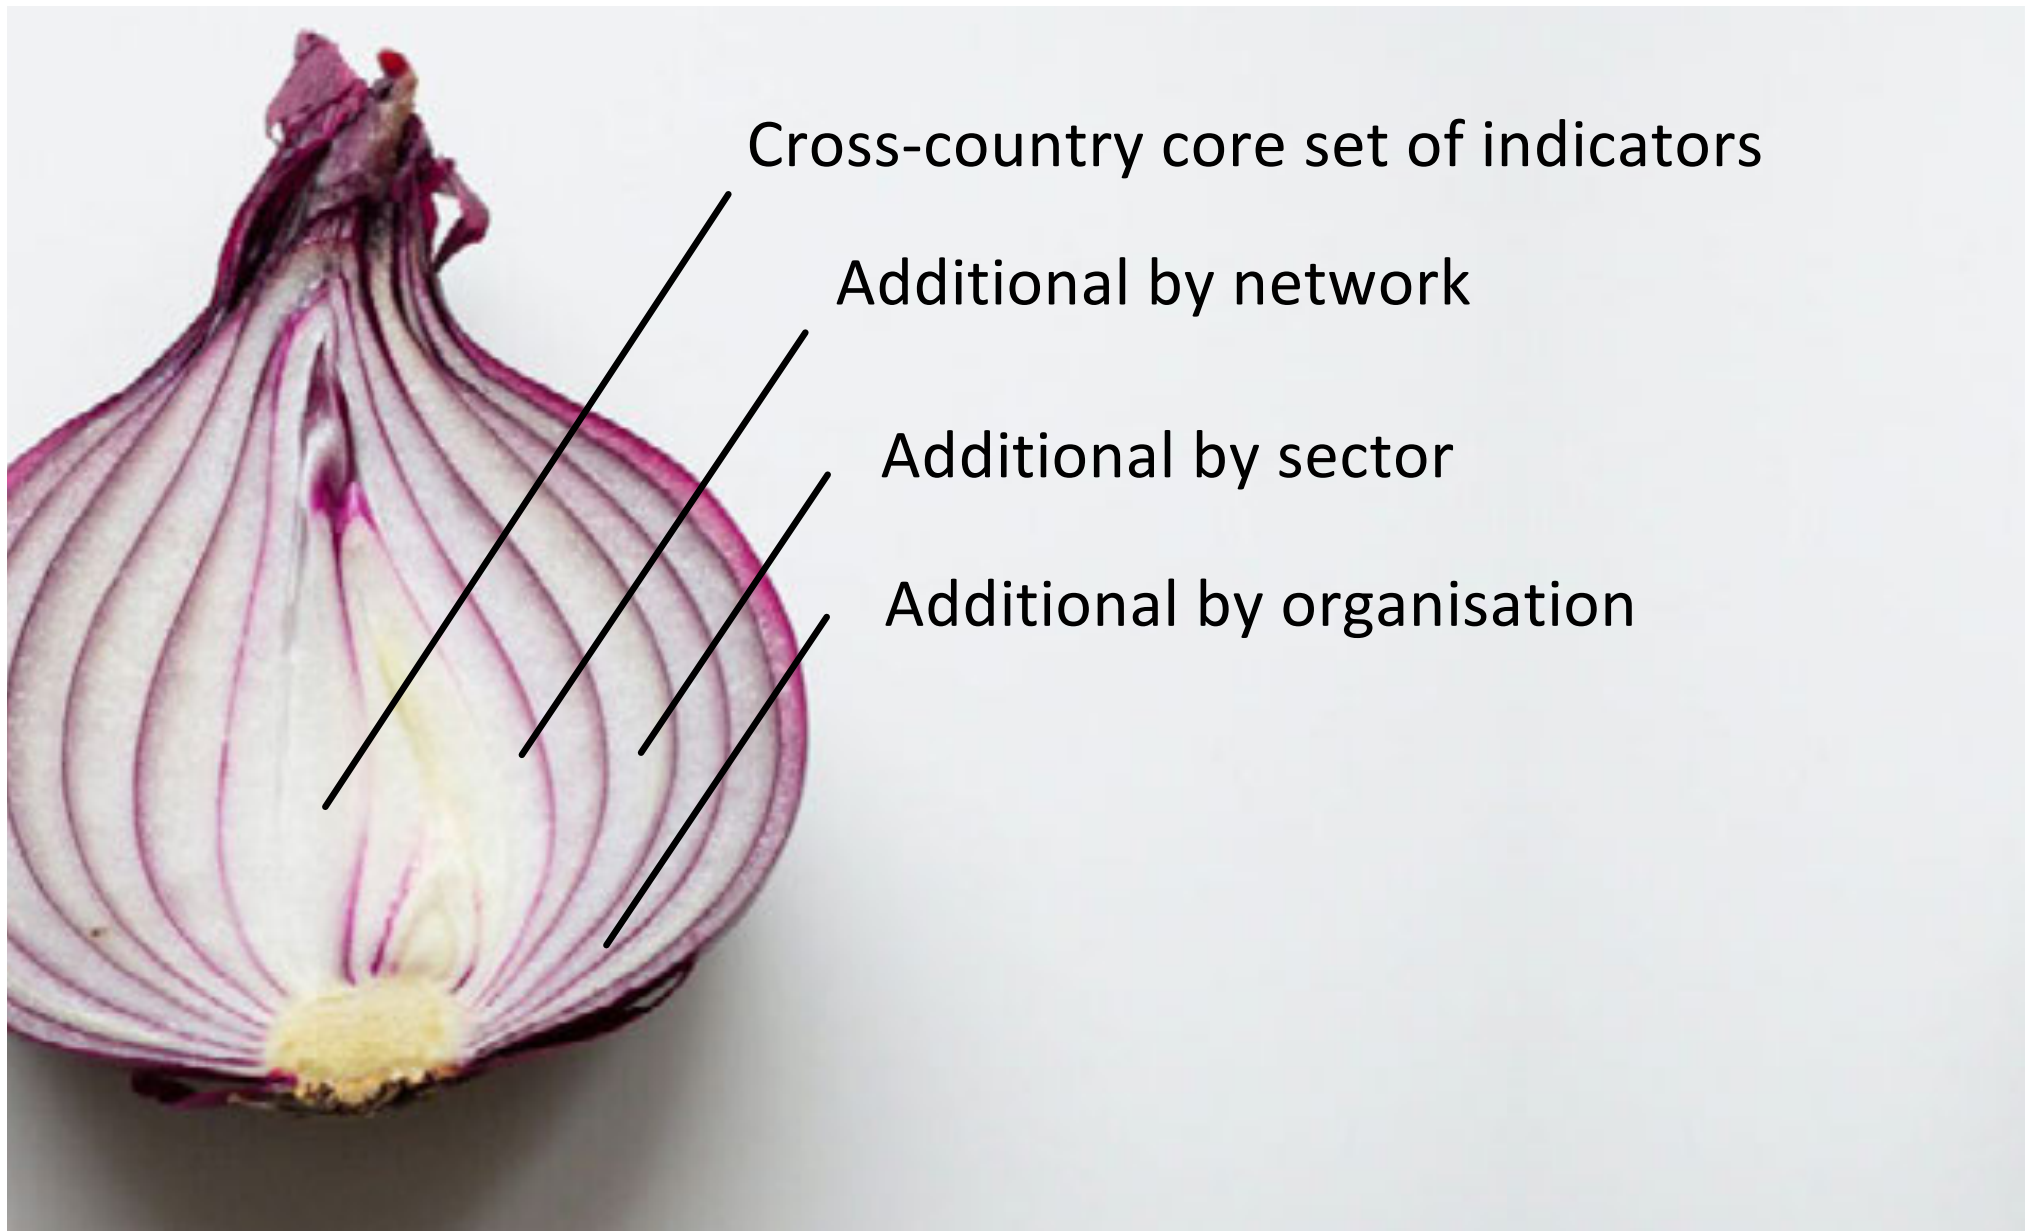 Cross-country core set of indicators
Additional by network
Additional by sector
Additional by organisation